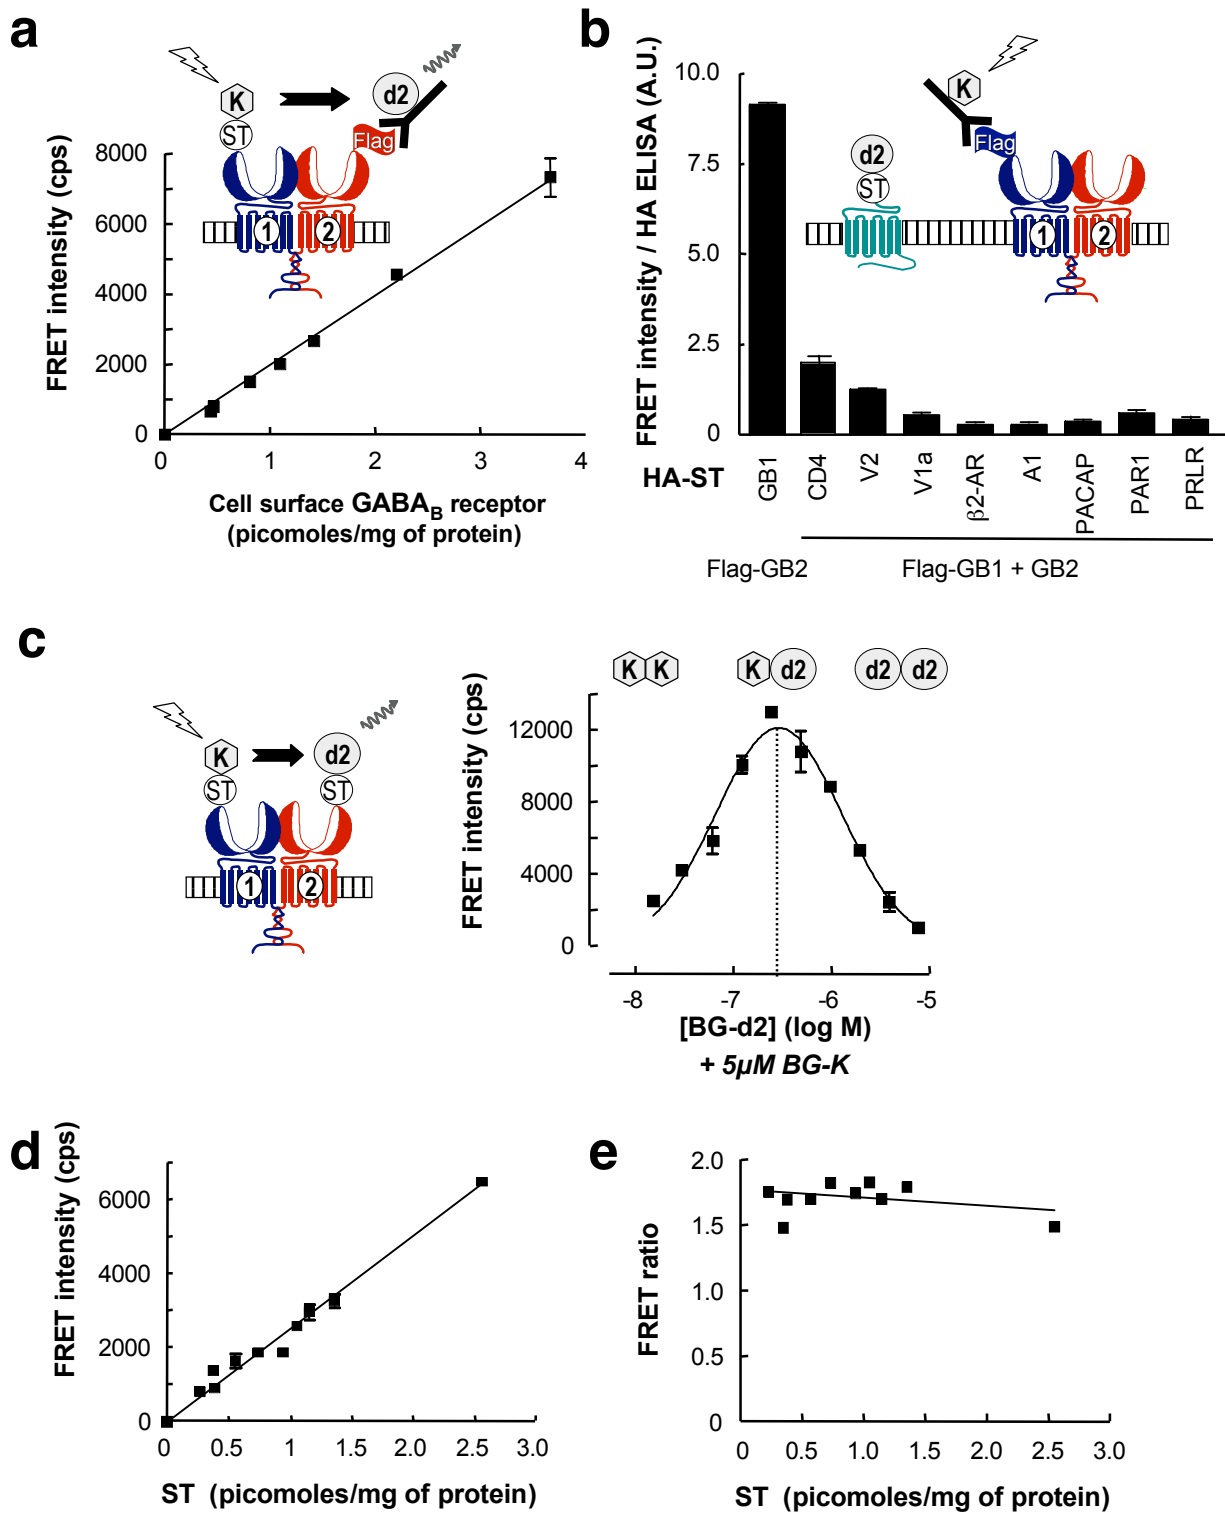 a
K
d2
ST
Flag
1
2
FRET intensity (cps)
8000
6000
4000
2000
0
0
1
2
3
4
Cell surface GABAB receptor
(picomoles/mg of protein)
b
FRET intensity / HA ELISA (A.U.)
10.0
7.5
5.0
2.5
0
K
Flag
d2
ST
1
2
HA-ST
GB1
CD4
V2
V1a
β2-AR
A1
PACAP
PAR1
PRLR
Flag-GB2
Flag-GB1 + GB2
c
K
d2
ST
ST
1
2
K K
K d2
d2 d2
FRET intensity (cps)
12000
8000
4000
0
-8
-7
-6
-5
[BG-d2] (log M)
+ 5µM BG-K
d
FRET intensity (cps)
6000
4000
2000
0
0
0.5
1
1.5
2.0
2.5
3.0
ST (picomoles/mg of protein)
e
FRET ratio
2.0
1.5
1.0
0.5
0
0
0.5
1.0
1.5
2.0
2.5
3.0
ST (picomoles/mg of protein)